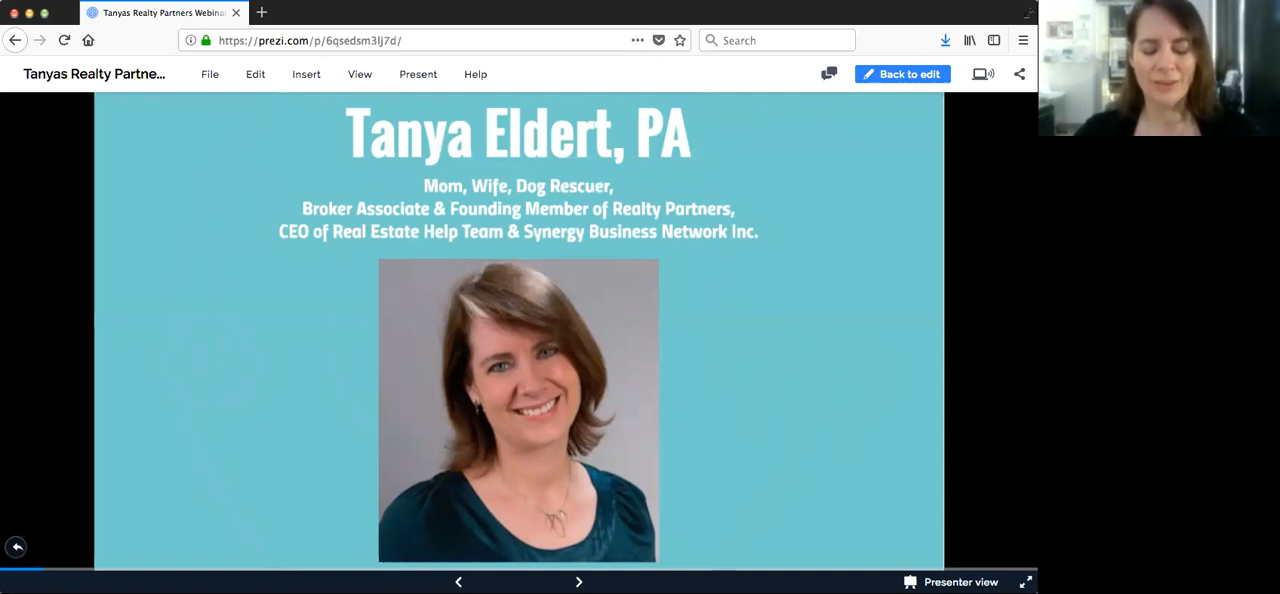 Tanyas Realty Partners Webinar
https://prezi.com/p/6qsedsm3lj7d/
Search
Tanyas Realty Partne...
File
Edit
Insert
View
Present
Help
Back to edit
Tanya Eldert, PA
Mom, Wife, Dog Rescuer,
Broker Associate & Founding Member of Realty Partners,
CEO of Real Estate Help Team & Synergy Business Network Inc.
Presenter view